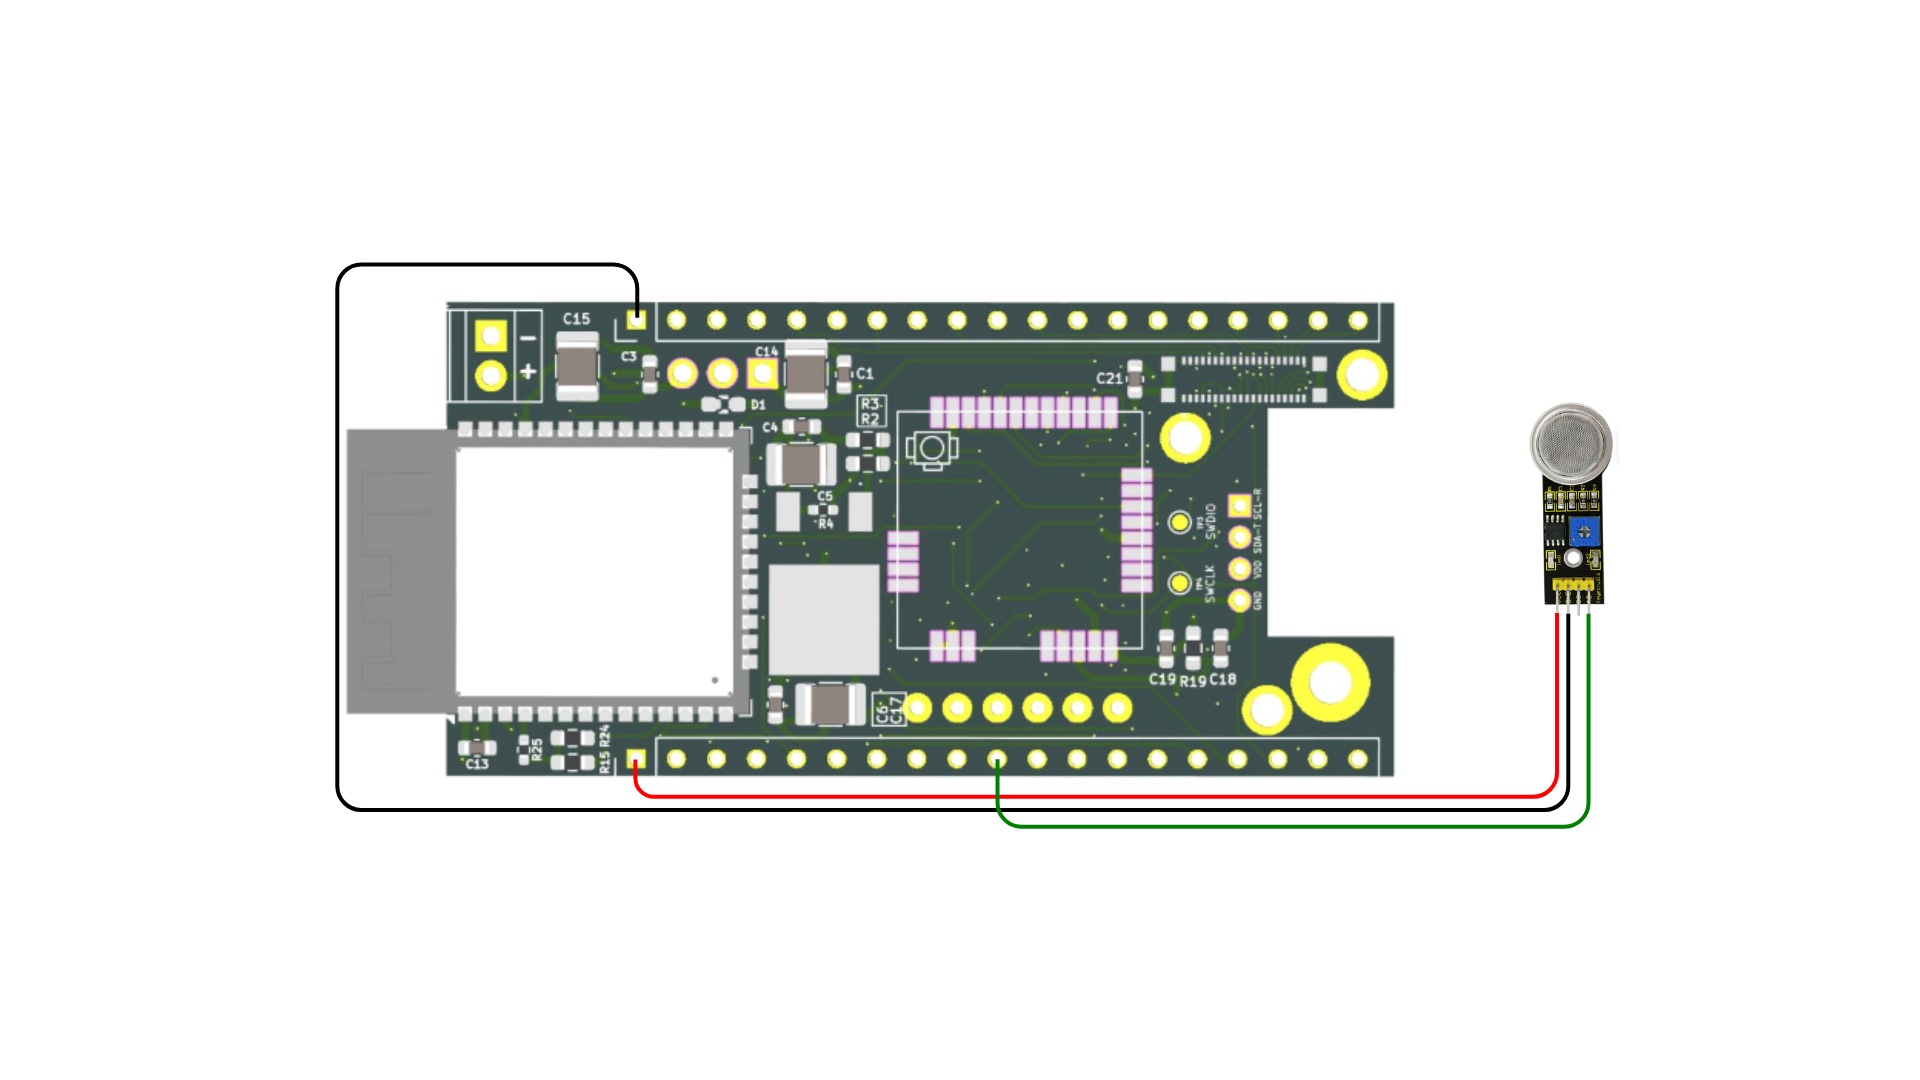 C15
−
+
C3
C14
C1
D1
R3
R2
C4
C5
R4
C21
TP3
SWDIO
TP4
SWCLK
SCL-R
SDA-T
VDD
GND
C19
R19
C18
C6
C17
C13
R25
R24
R15